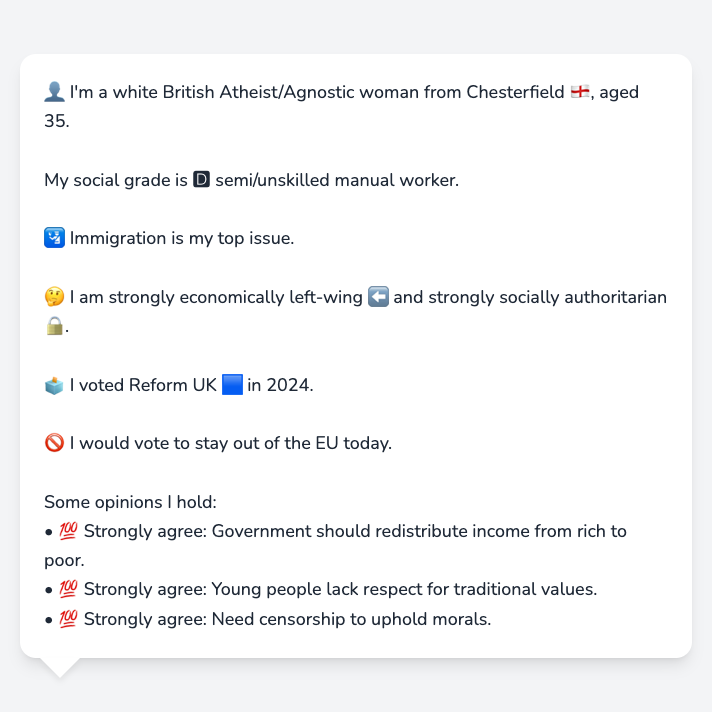 👤 I'm a white British Atheist/Agnostic woman from Chesterfield 🏴󠁧󠁢󠁥󠁮󠁧󠁿, aged
35.
My social grade is 🅳 semi/unskilled manual worker.
🛂 Immigration is my top issue.
🤔 I am strongly economically left-wing ⬅️ and strongly socially authoritarian
🔒.
🗳️ I voted Reform UK 🟦 in 2024.
🚫 I would vote to stay out of the EU today.
Some opinions I hold:
• 💯 Strongly agree: Government should redistribute income from rich to
poor.
• 💯 Strongly agree: Young people lack respect for traditional values.
• 💯 Strongly agree: Need censorship to uphold morals.